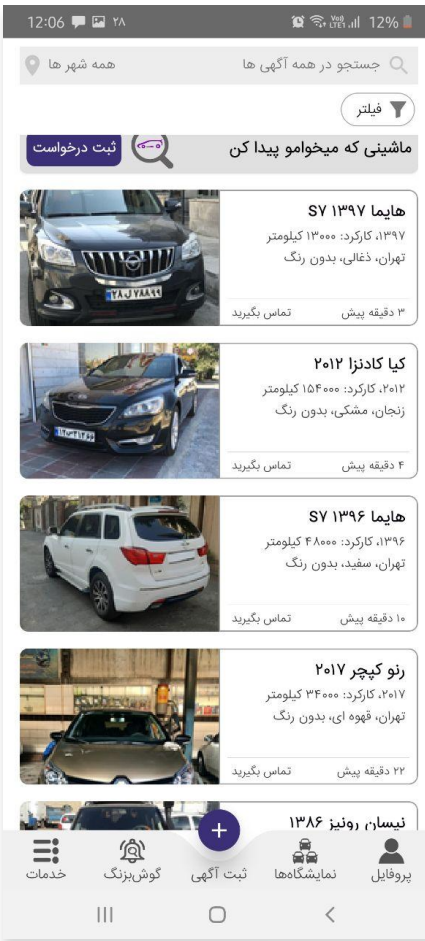 12:06 ۲۸ 12%
Vo) LTE1
جستجو در همه آگهی ها همه شهر ها
فیلتر
ماشینی که میخوامو پیدا کن ثبت درخواست
هایما S7 ۱۳۹۷
۱۳۹۷، کارکرد: ۱۳۰۰۰ کیلومتر
تهران، ذغالی، بدون رنگ
۳ دقیقه پیش تماس بگیرید
کیا کادنزا ۲۰۱۲
۲۰۱۲، کارکرد: ۱۵۴۰۰۰ کیلومتر
زنجان، مشکی، بدون رنگ
۴ دقیقه پیش تماس بگیرید
هایما S7 ۱۳۹۶
۱۳۹۶، کارکرد: ۴۸۰۰۰ کیلومتر
تهران، سفید، بدون رنگ
۱۰ دقیقه پیش تماس بگیرید
رنو کپچر ۲۰۱۷
۲۰۱۷، کارکرد: ۳۴۰۰۰ کیلومتر
تهران، قهوه ای، بدون رنگ
۲۲ دقیقه پیش تماس بگیرید
نیسان رونیز ۱۳۸۶
پروفایل نمایشگاه‌ها ثبت آگهی گوش‌بزنگ خدمات